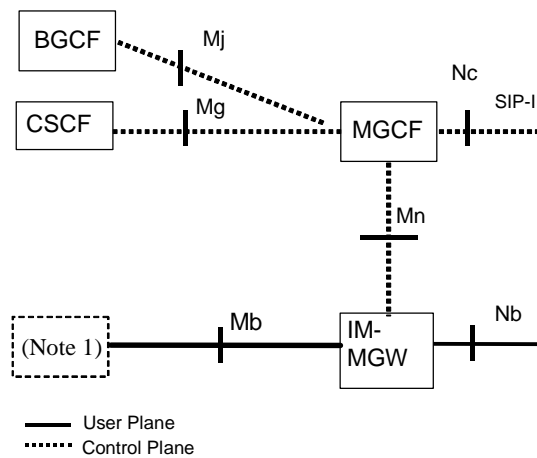 BGCF
Mj
Nc
CSCF
Mg
MGCF
SIP-I
Mn
(Note 1)
Mb
IM-
MGW
Nb
User Plane
Control Plane